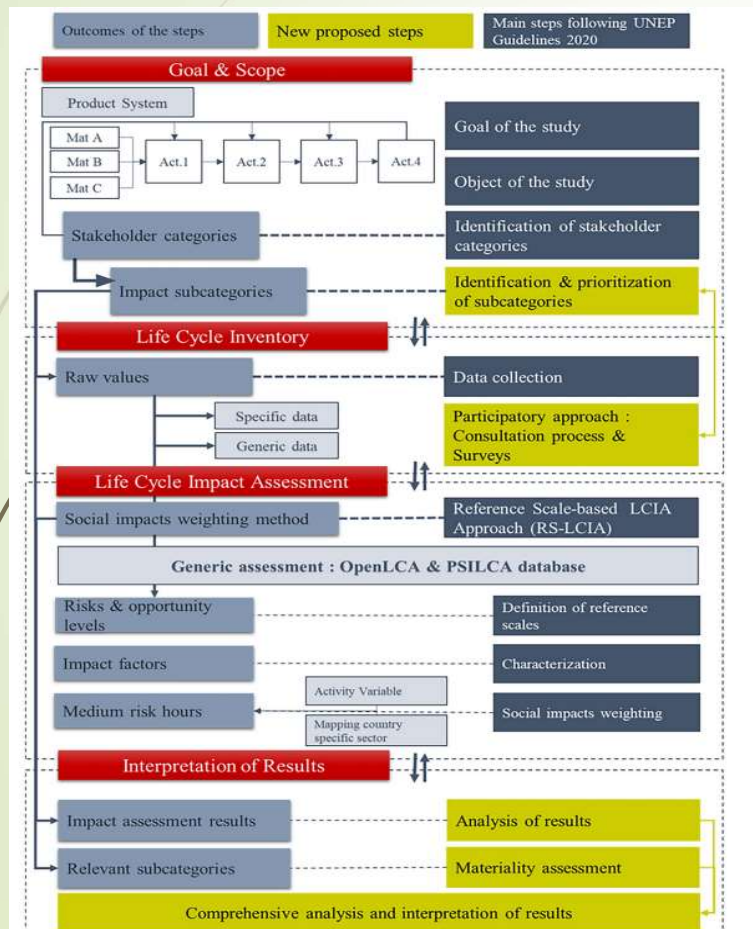 Outcomes of the steps
New proposed steps
Main steps following UNEP
Guidelines 2020
Goal & Scope
Product System
Mat A
Mat B
Mat C
Act.1
Act.2
Act.3
Act.4
Goal of the study
Object of the study
Stakeholder categories
Identification of stakeholder
categories
Impact subcategories
Identification & prioritization
of subcategories
Life Cycle Inventory
Raw values
Data collection
Specific data
Generic data
Participatory approach :
Consultation process &
Surveys
Life Cycle Impact Assessment
Social impacts weighting method
Reference Scale-based LCIA
Approach (RS-LCIA)
Generic assessment : OpenLCA & PSILCA database
Risks & opportunity
levels
Definition of reference
scales
Impact factors
Characterization
Activity Variable
Medium risk hours
Social impacts weighting
Mapping country
specific sector
Interpretation of Results
Impact assessment results
Analysis of results
Relevant subcategories
Materiality assessment
Comprehensive analysis and interpretation of results